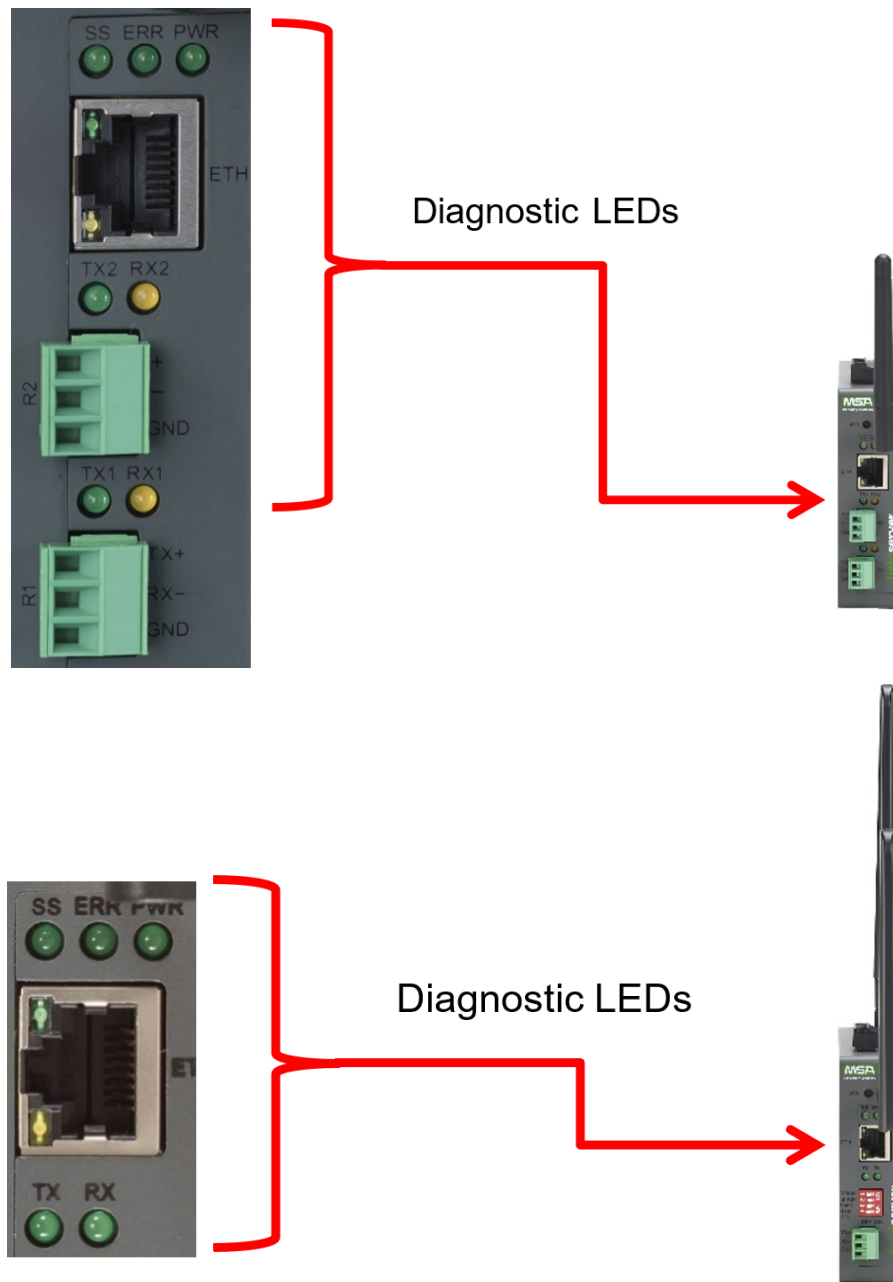 SS ERR PWR
ETH
TX2 RX2
+
R2
-
GND
TX1 RX1
TX+
R1
RX-
GND
Diagnostic LEDs
MSA
SS ERR PWR
ET
TX RX
Diagnostic LEDs
MSA